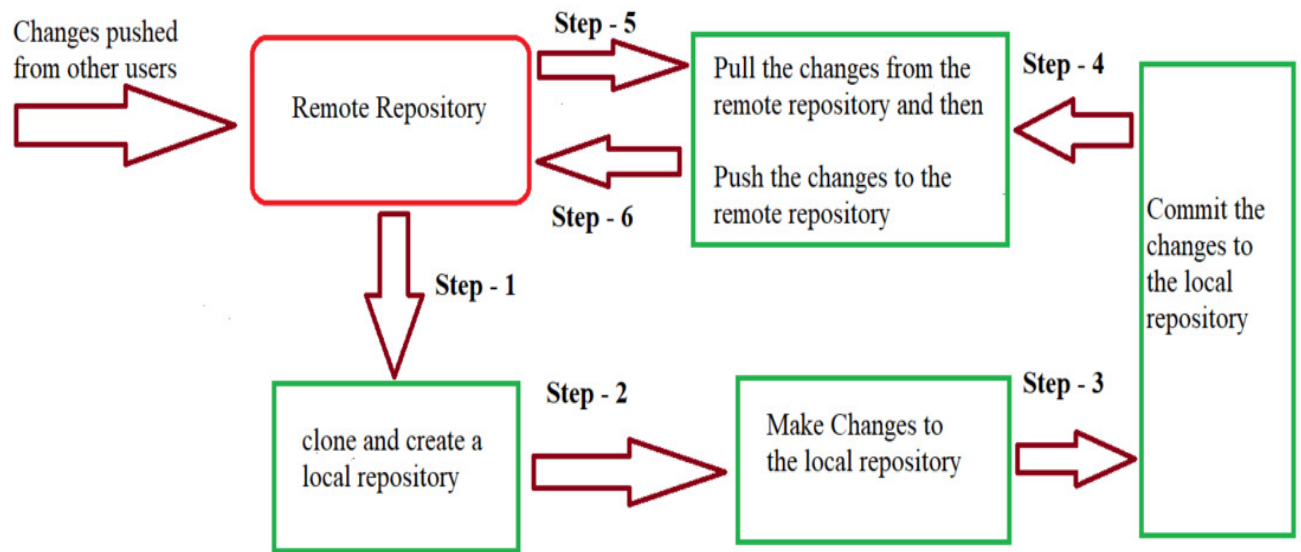 Changes pushed
from other users
Remote Repository
Step - 5
Pull the changes from the
remote repository and then
Push the changes to the
remote repository
Step - 4
Step - 6
Commit the
changes to
the local
repository
Step - 1
clone and create a
local repository
Step - 2
Make Changes to
the local repository
Step - 3